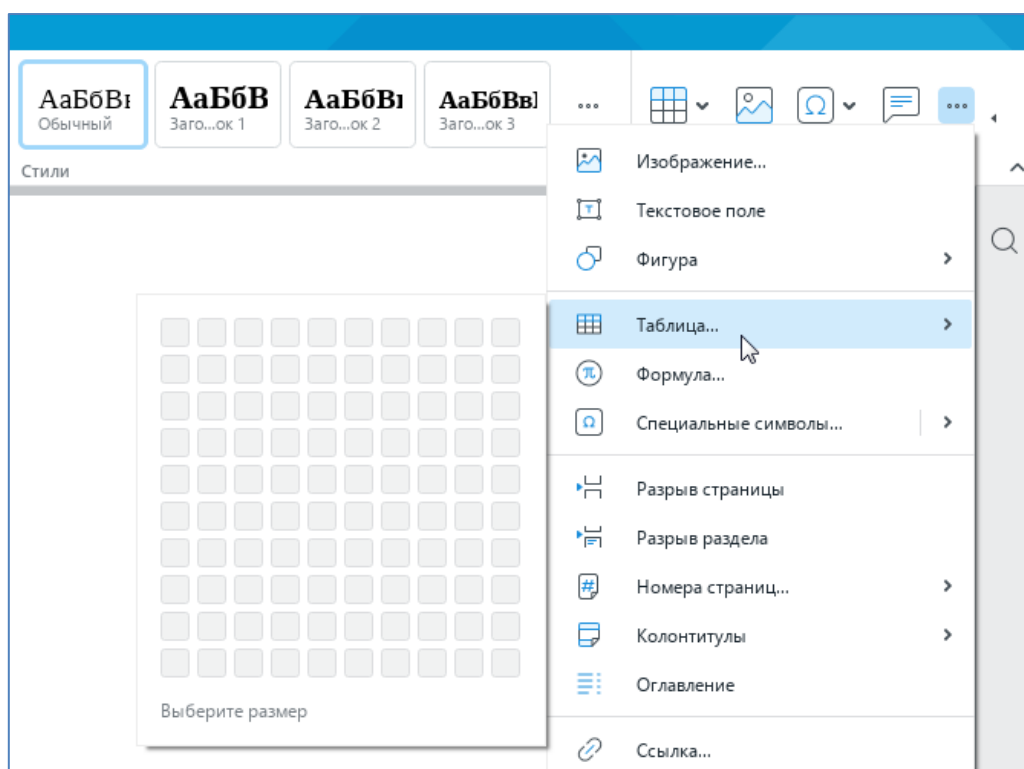 АаБбВв
Обычный
АаБбВ
Заго...ок 1
АаБбВı
Заго...ок 2
АаБбВвІ
Заго...ок 3
Стили
Изображение...
Текстовое поле
Фигура
Таблица...
Формула...
Специальные символы...
Разрыв страницы
Разрыв раздела
Номера страниц...
Колонтитулы
Оглавление
Ссылка...
Выберите размер